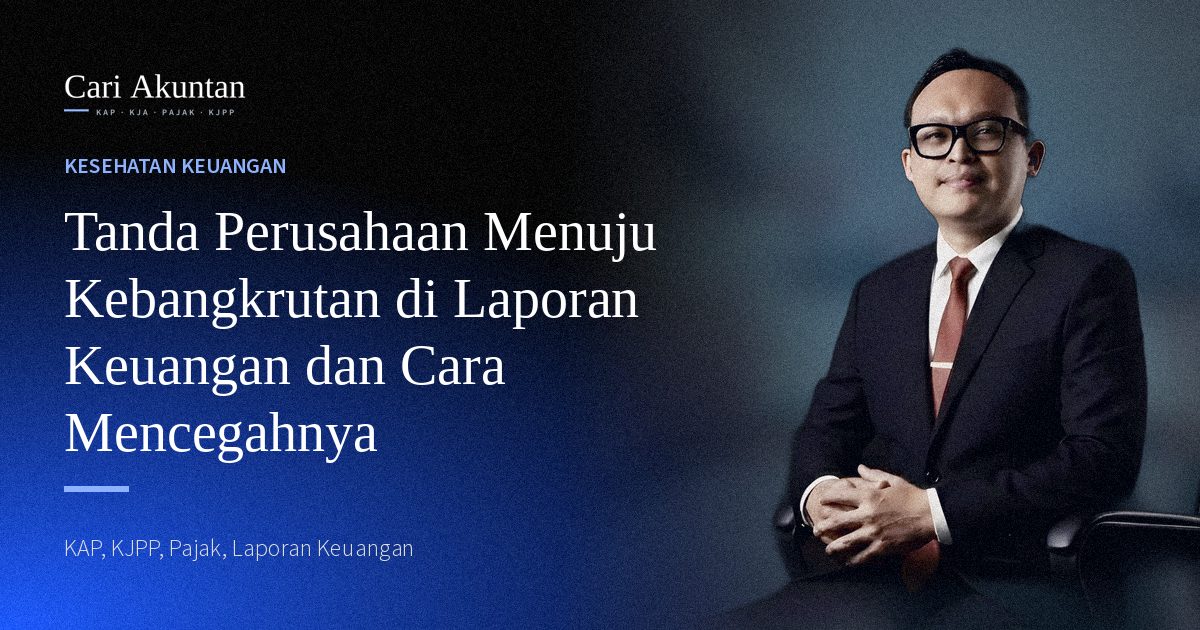 Cari Akuntan
KAP · KJA · PAJAK · KJPP
KESEHATAN KEUANGAN
Tanda Perusahaan Menuju
Kebangkrutan di Laporan
Keuangan dan Cara
Mencegahnya
KAP, KJPP, Pajak, Laporan Keuangan